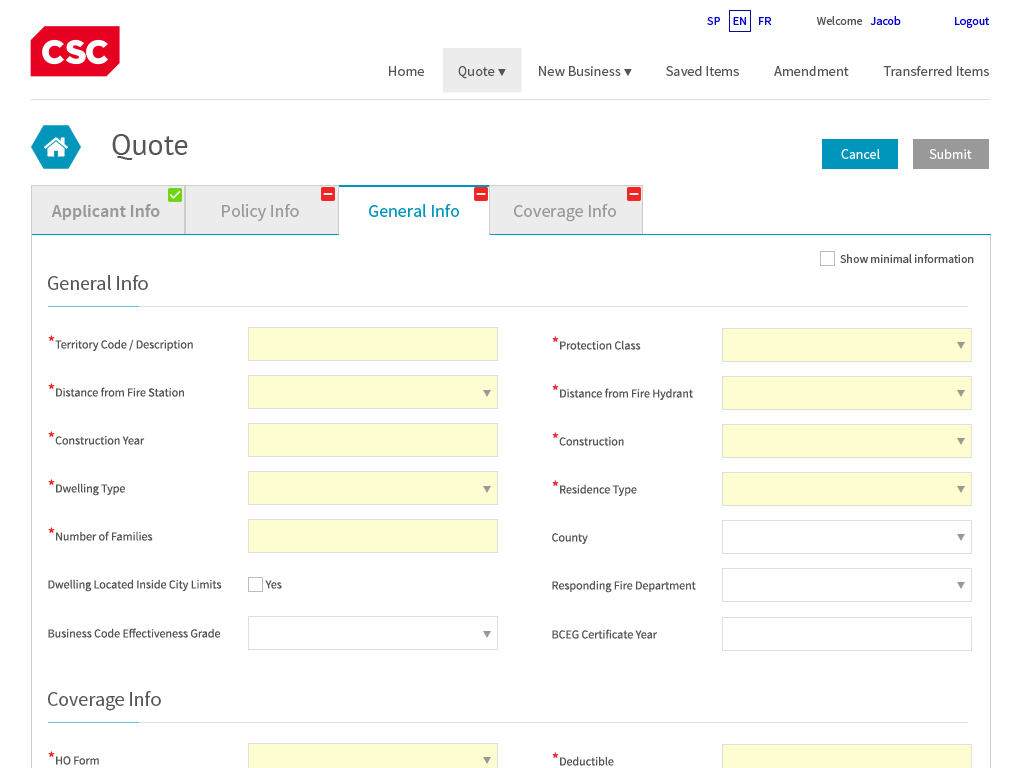 SP EN FR Welcome Jacob Logout
CSC
Home Quote ▾ New Business ▾ Saved Items Amendment Transferred Items
Quote
Cancel Submit
Applicant Info Policy Info General Info Coverage Info
Show minimal information
General Info
*Territory Code / Description *Protection Class
*Distance from Fire Station *Distance from Fire Hydrant
*Construction Year *Construction
*Dwelling Type *Residence Type
*Number of Families County
Dwelling Located Inside City Limits Yes Responding Fire Department
Business Code Effectiveness Grade BCEG Certificate Year
Coverage Info
*HO Form *Deductible